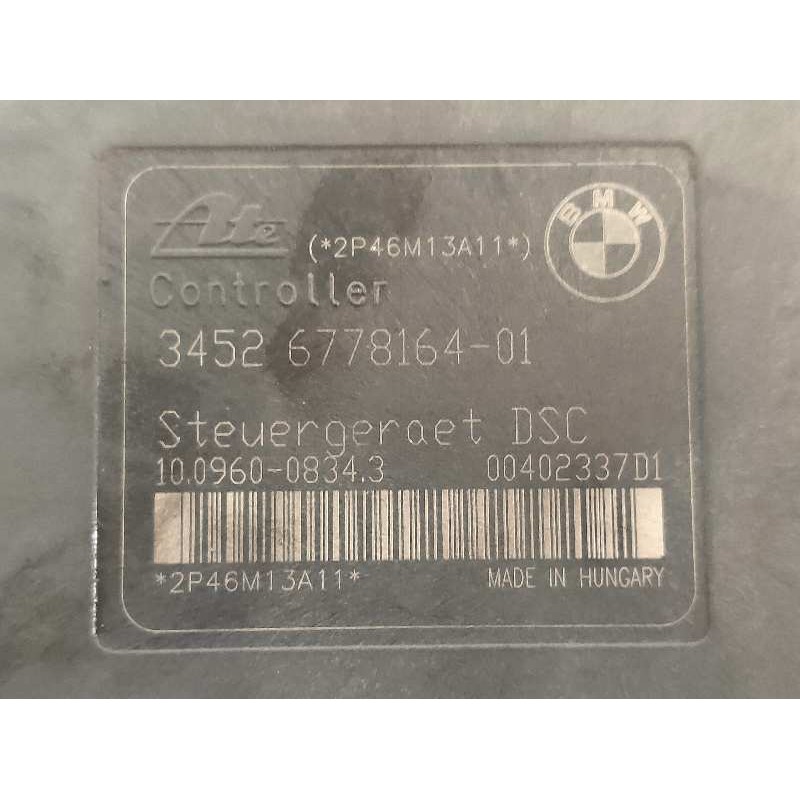 Ate (*2P46M13A11*) BMW
Controller
3452 6778164-01
Steuergeraet DSC
10.0960-0834.3 00402337D1
*2P46M13A11* MADE IN HUNGARY